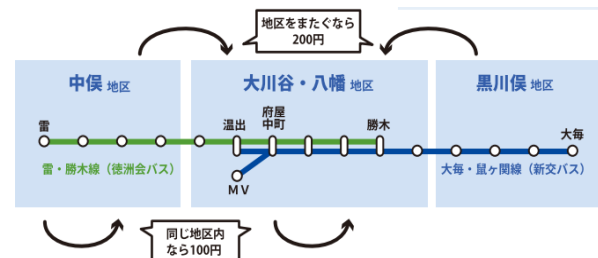 地区をまたぐなら
200円
中俣 地区
大川谷・八幡 地区
黒川俣 地区
雷
温出
府屋
中町
勝木
大毎
雷・勝木線（徳洲会バス）
大毎・鼠ヶ関線（新交バス）
MV
同じ地区内
なら100円